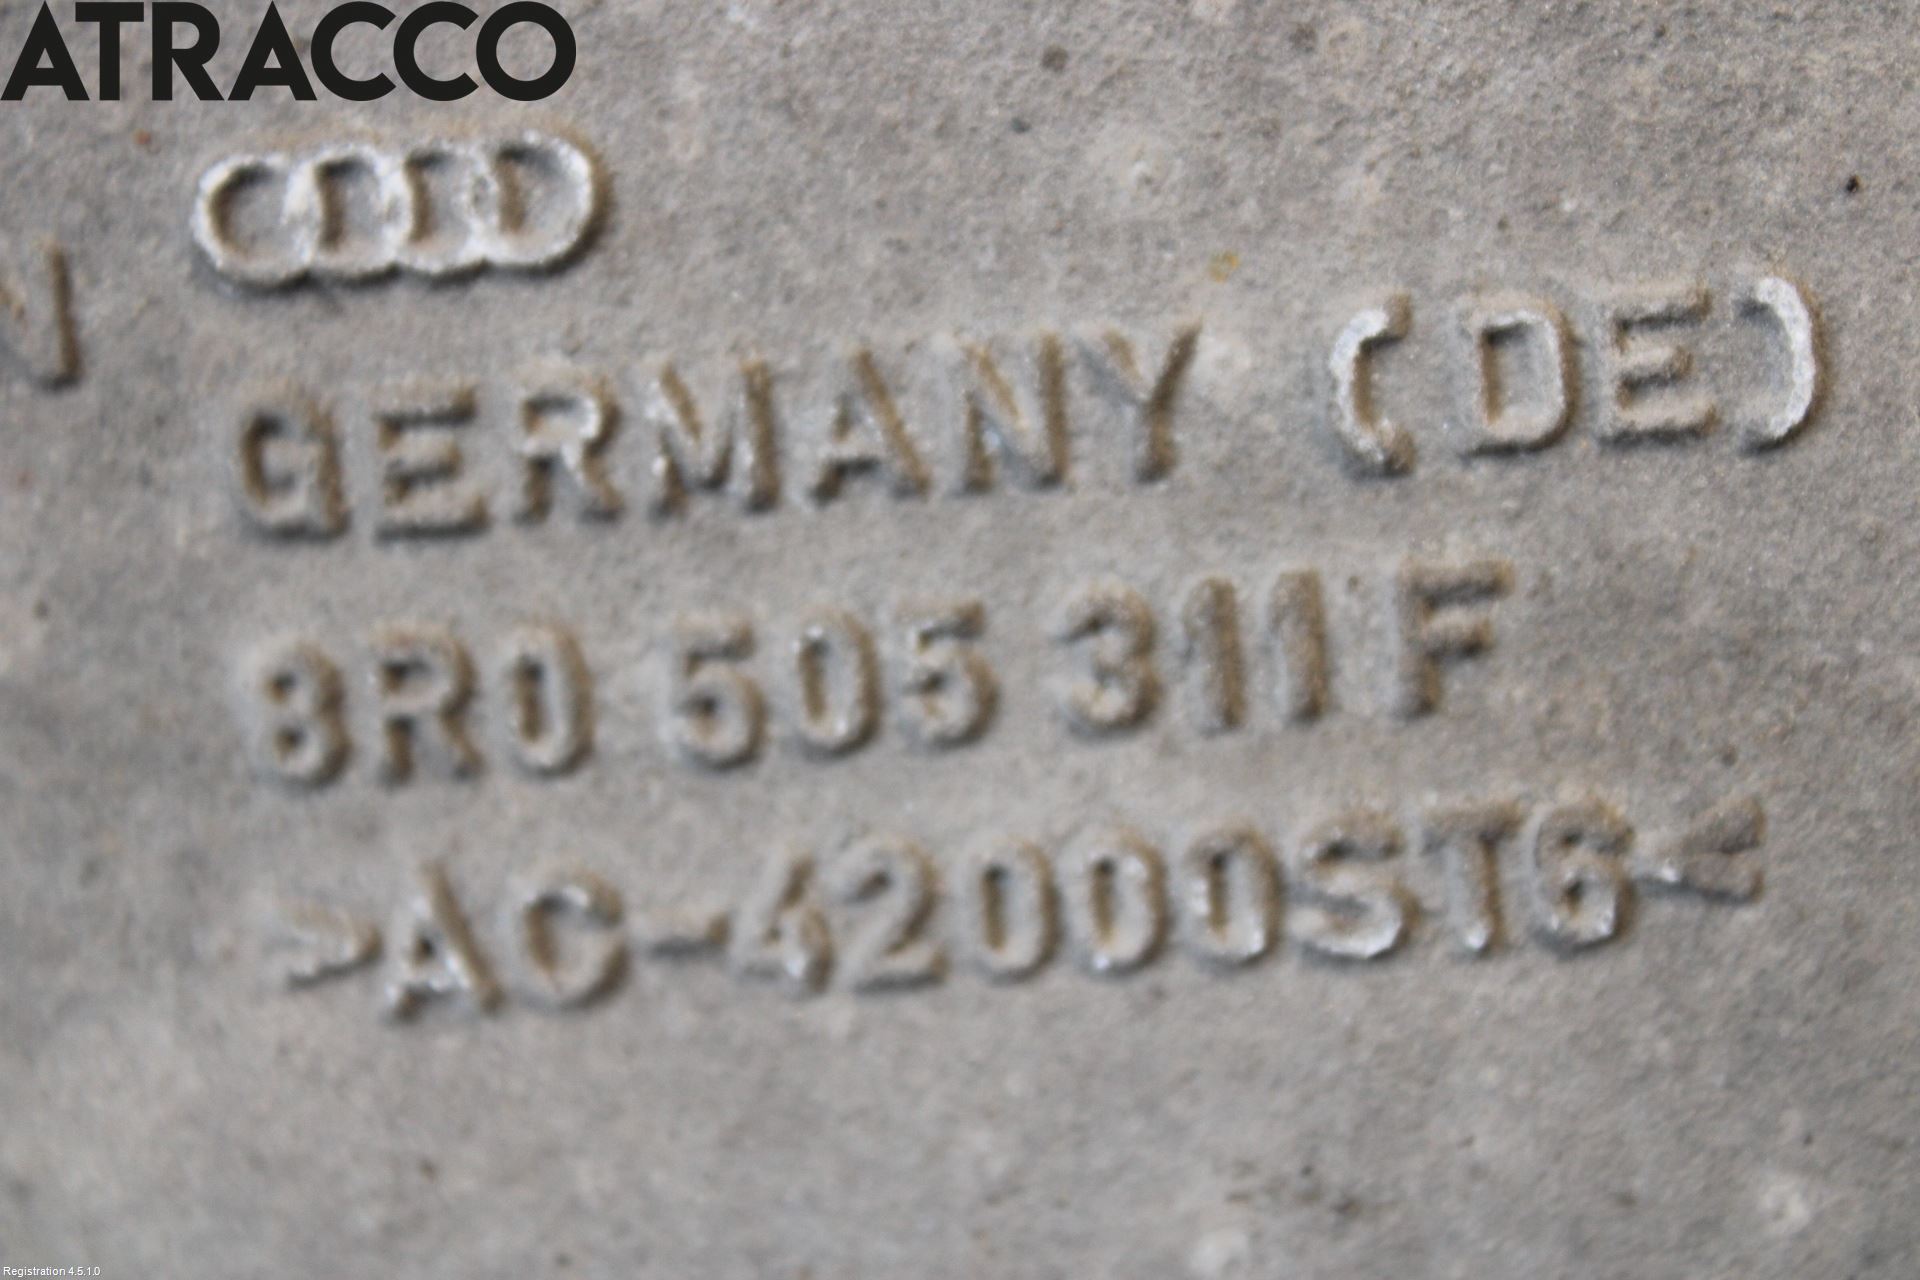 ATRACCO
GERMANY (DE)
8R0 505 311 F
>AC-42000ST6<
Registration 4.5.1.0